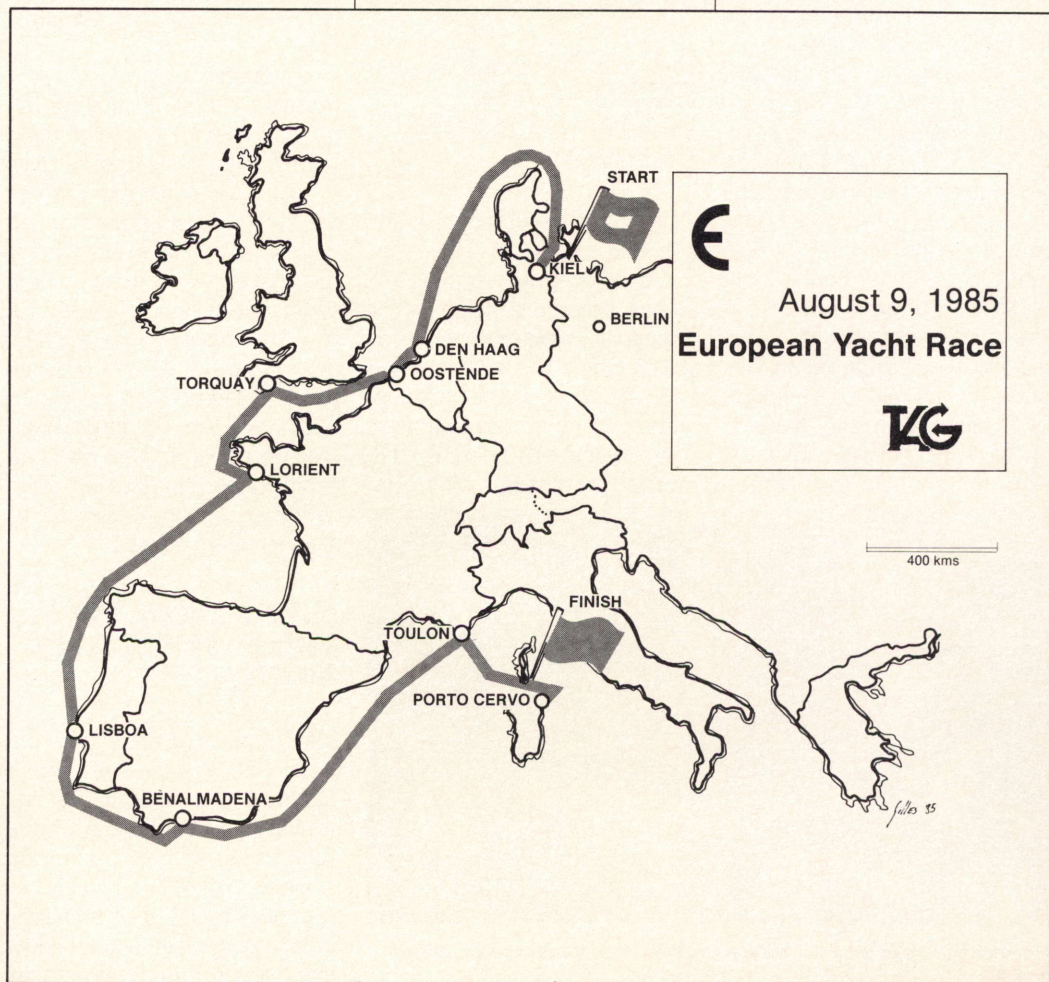 START
KIEL
BERLIN
DEN HAAG
OOSTENDE
TORQUAY
LORIENT
FINISH
TOULON
PORTO CERVO
LISBOA
BENALMADENA
E
August 9, 1985
European Yacht Race
TAG
400 kms